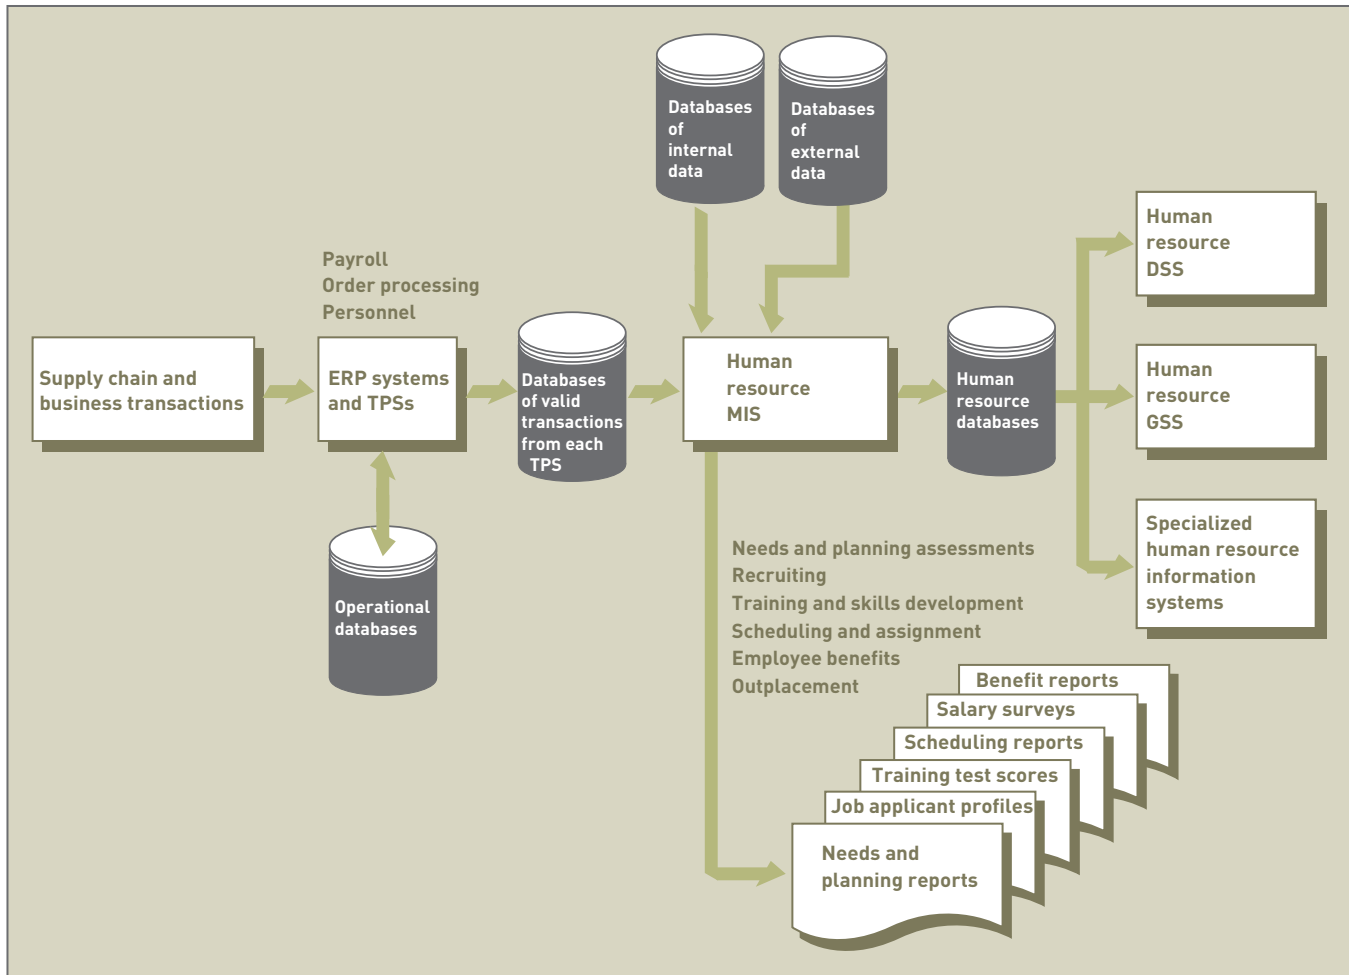 Databases
of
internal
data
Databases
of
external
data
Payroll
Order processing
Personnel
Supply chain and
business transactions
ERP systems
and TPSs
Databases
of valid
transactions
from each
TPS
Human
resource
MIS
Human
resource
databases
Human
resource
DSS
Human
resource
GSS
Specialized
human resource
information
systems
Operational
databases
Needs and planning assessments
Recruiting
Training and skills development
Scheduling and assignment
Employee benefits
Outplacement
Benefit reports
Salary surveys
Scheduling reports
Training test scores
Job applicant profiles
Needs and
planning reports